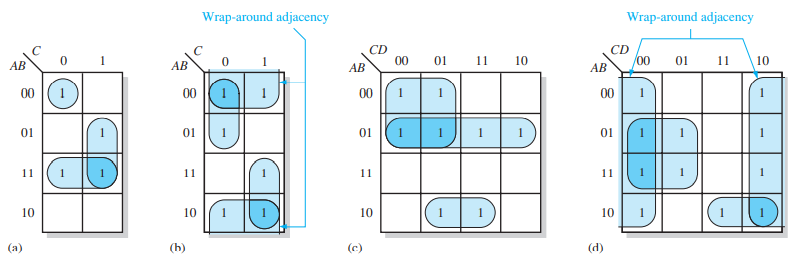 Wrap-around adjacency Wrap-around adjacency
C C CD CD
AB 0 1 AB 0 1 AB 00 01 11 10 AB 00 01 11 10
00 1 00 1 1 00 1 1 00 1 1
01 1 01 1 01 1 1 1 1 01 1 1 1
11 1 1 11 1 11 11 1 1 1
10 10 1 1 10 1 1 10 1 1 1
(a) (b) (c) (d)